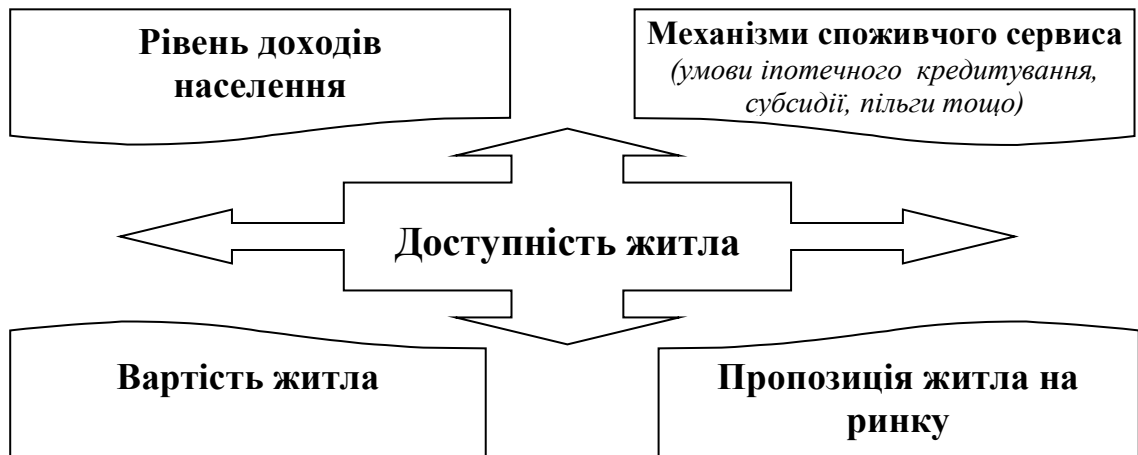 Рівень доходів
населення
Механізми споживчого сервиса
(умови іпотечного кредитування,
субсидії, пільги тощо)
Доступність житла
Вартість житла
Пропозиція житла на
ринку